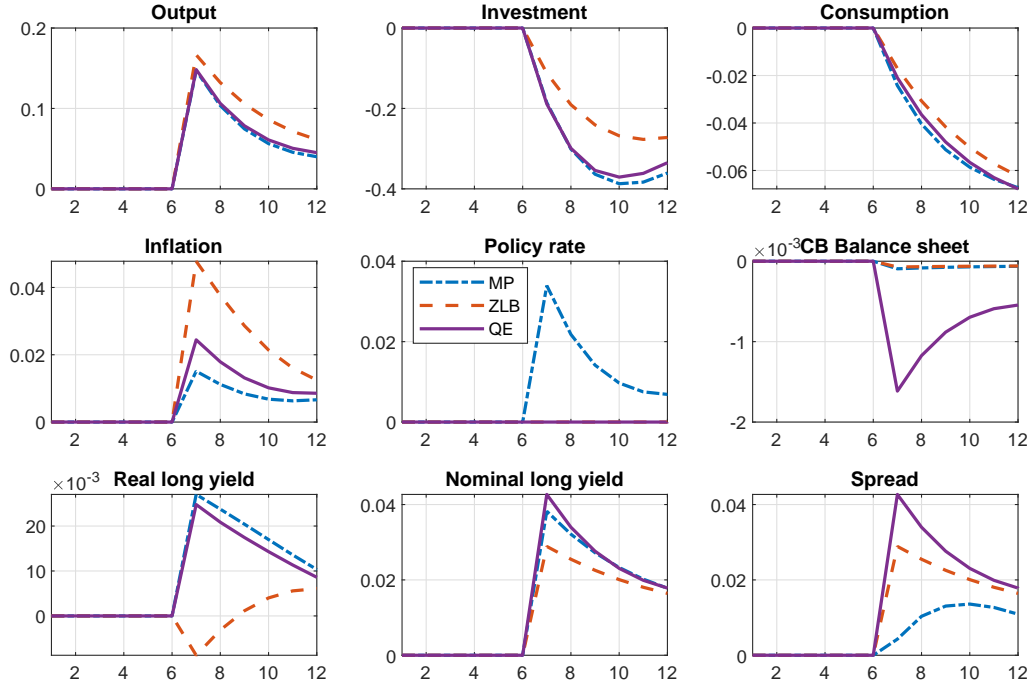 Output
Investment
Consumption
0.2
0.1
0
2 4 6 8 10 12
0
-0.2
-0.4
2 4 6 8 10 12
0
-0.02
-0.04
-0.06
2 4 6 8 10 12
Inflation
Policy rate
×10⁻³ CB Balance sheet
0.04
0.02
0
2 4 6 8 10 12
0.04
0.02
0
MP
ZLB
QE
2 4 6 8 10 12
0
-1
-2
2 4 6 8 10 12
×10⁻³ Real long yield
Nominal long yield
Spread
20
10
0
2 4 6 8 10 12
0.04
0.02
0
2 4 6 8 10 12
0.04
0.02
0
2 4 6 8 10 12